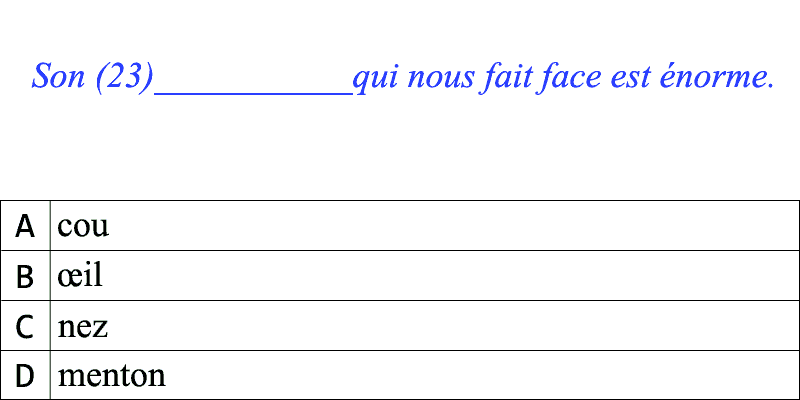 Son (23)___________qui nous fait face est énorme.
A cou
B œil
C nez
D menton